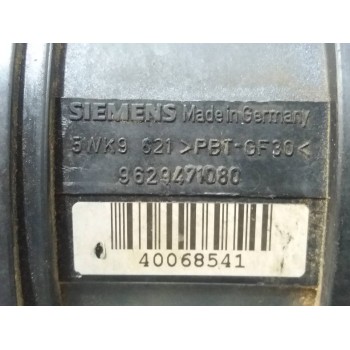 SIEMENS Made in Germany
5WK9 621 >PBT-GF30<
9629471080
40068541